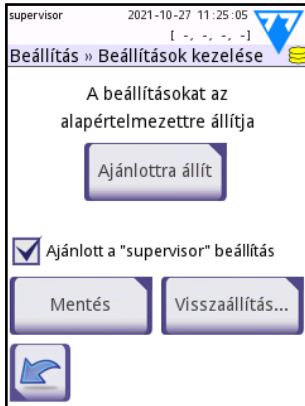 supervisor 2021-10-27 11:25:05
[ -, -, -, -]
Beállítás » Beállítások kezelése
A beállításokat az
alapértelmezettre állítja
Ajánlottra állít
Ajánlott a "supervisor" beállítás
Mentés Visszaállítás...